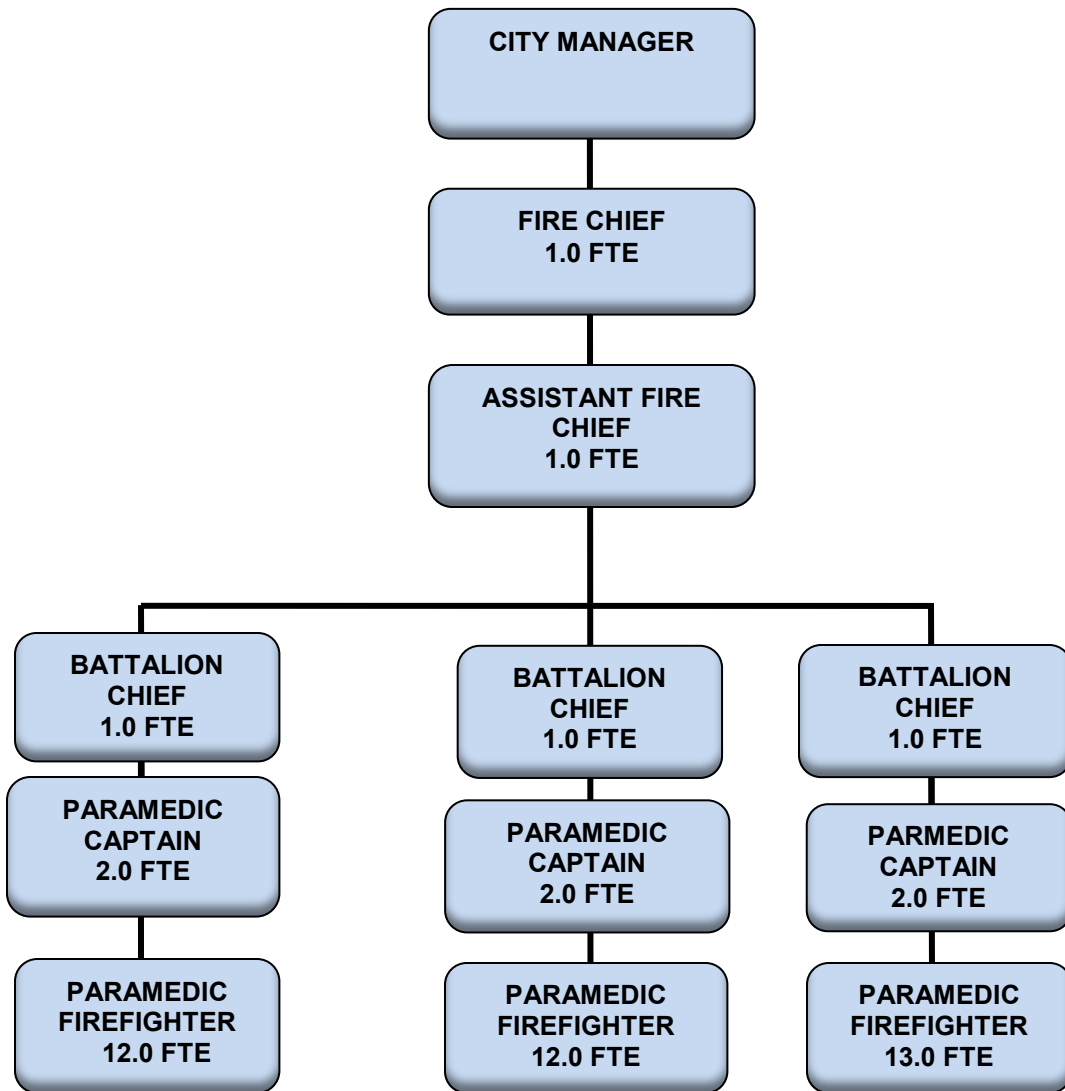 CITY MANAGER
FIRE CHIEF
1.0 FTE
ASSISTANT FIRE
CHIEF
1.0 FTE
BATTALION
CHIEF
1.0 FTE
PARAMEDIC
CAPTAIN
2.0 FTE
PARAMEDIC
FIREFIGHTER
12.0 FTE
BATTALION
CHIEF
1.0 FTE
PARAMEDIC
CAPTAIN
2.0 FTE
PARAMEDIC
FIREFIGHTER
12.0 FTE
BATTALION
CHIEF
1.0 FTE
PARMEDIC
CAPTAIN
2.0 FTE
PARAMEDIC
FIREFIGHTER
13.0 FTE